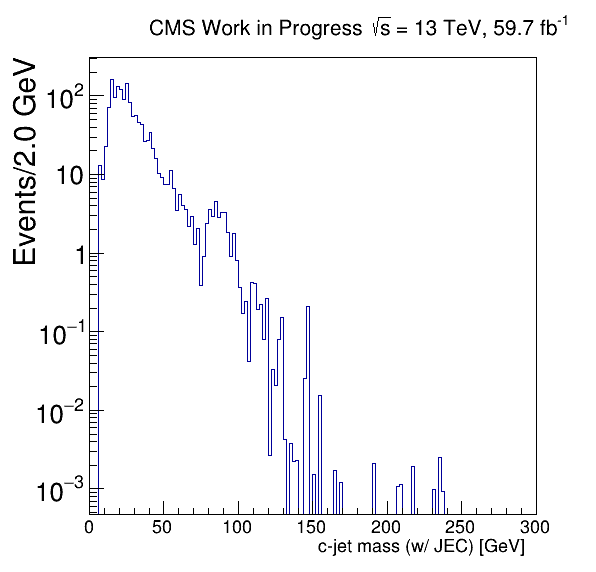 CMS Work in Progress √s = 13 TeV, 59.7 fb⁻¹
Events/2.0 GeV
10²
10
1
10⁻¹
10⁻²
10⁻³
0 50 100 150 200 250 300
c-jet mass (w/ JEC) [GeV]